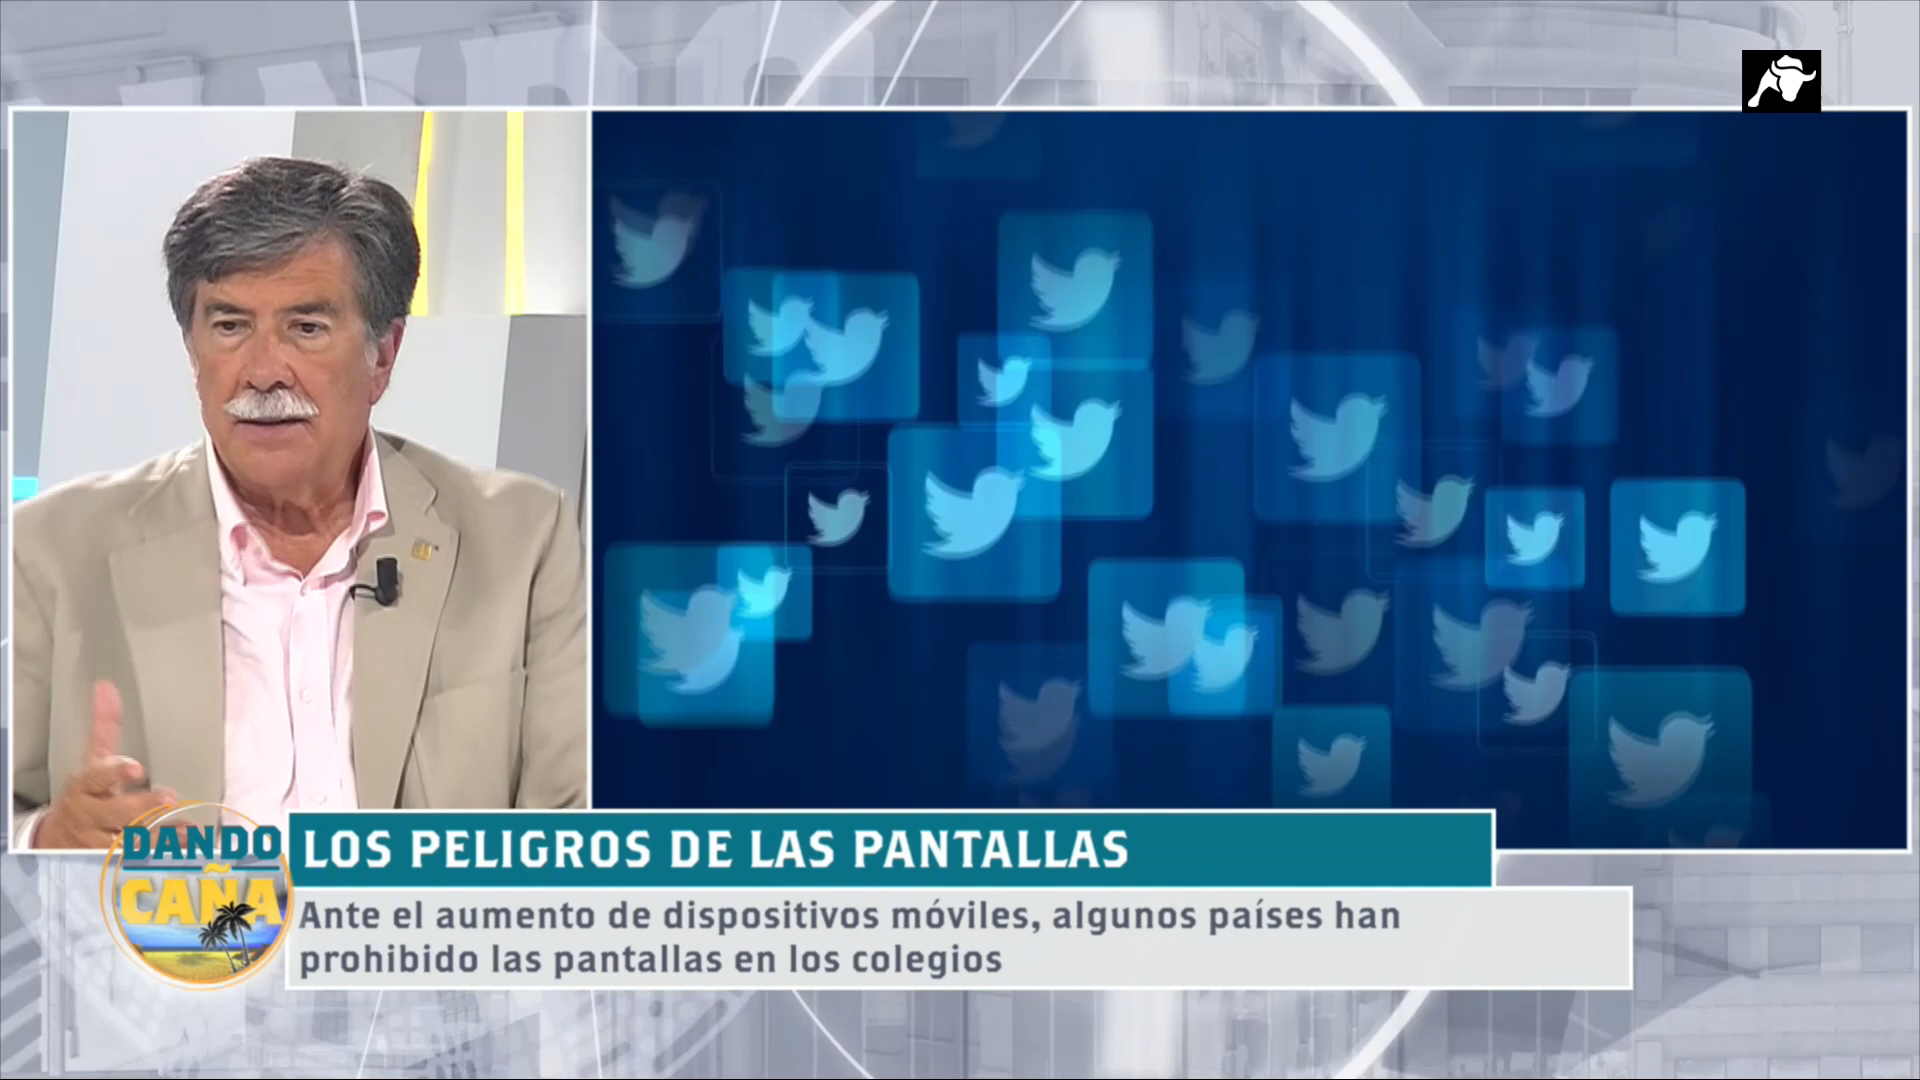 LOS PELIGROS DE LAS PANTALLAS
DANDO
CAÑA
Ante el aumento de dispositivos móviles, algunos países han
prohibido las pantallas en los colegios